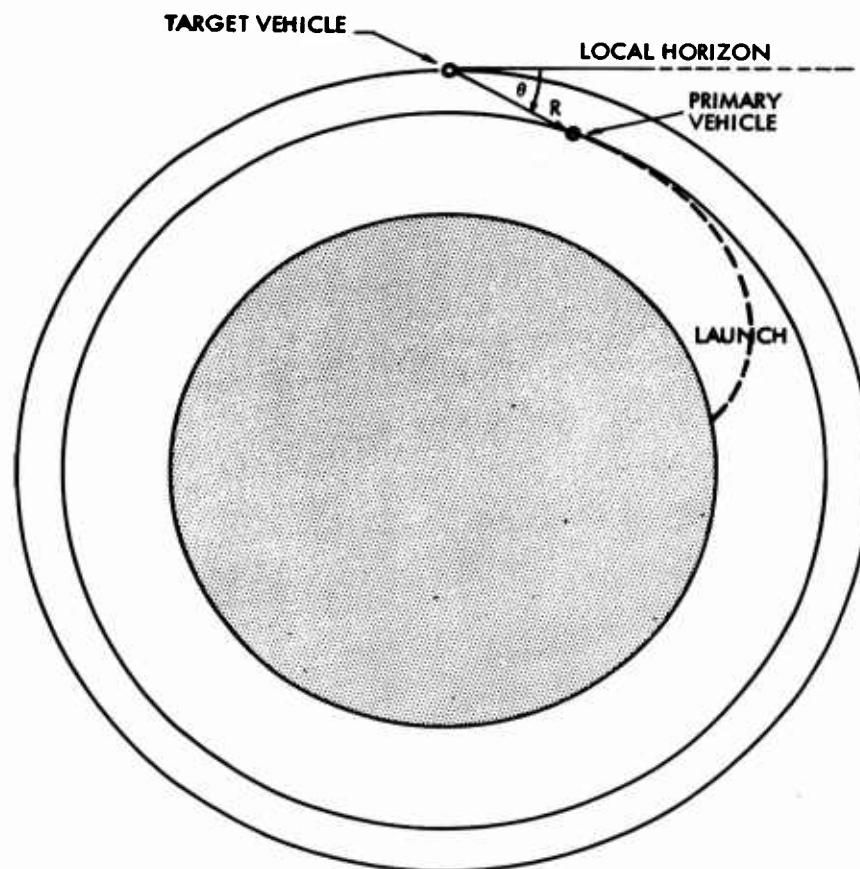 TARGET VEHICLE
LOCAL HORIZON
θ
R
PRIMARY
VEHICLE
LAUNCH